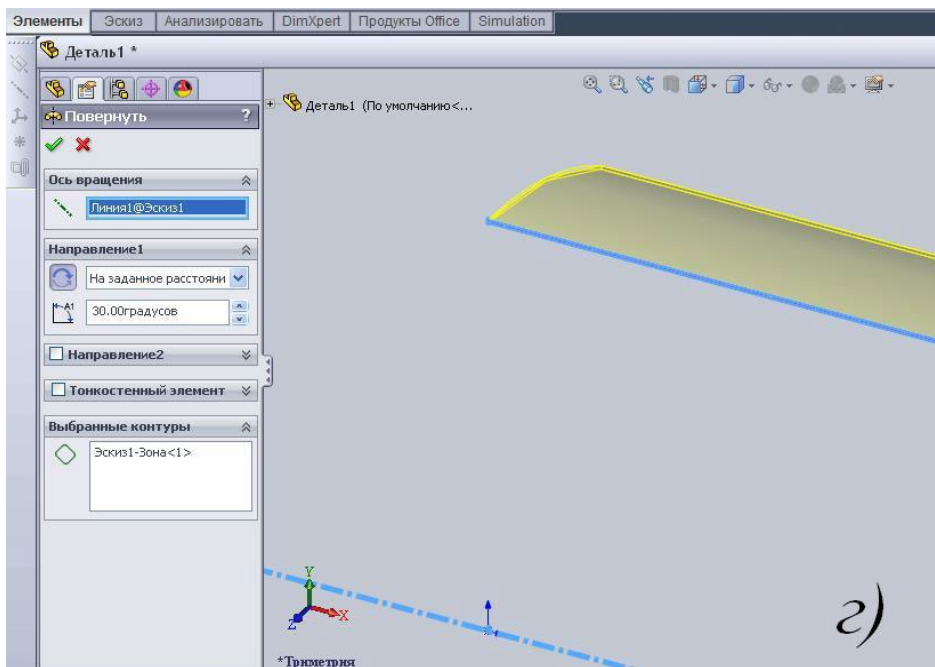 Элементы Эскиз Анализировать DimXpert Продукты Office Simulation
Деталь1 *
Повернуть ?
Деталь1 (По умолчанию<...
Ось вращения
Линия1@Эскиз1
Направление1
На заданное расстояни
A1
30.00градусов
Направление2
Тонкостенный элемент
Выбранные контуры
Эскиз1-Зона<1>
Y
X
Z
г)
*Триметрия